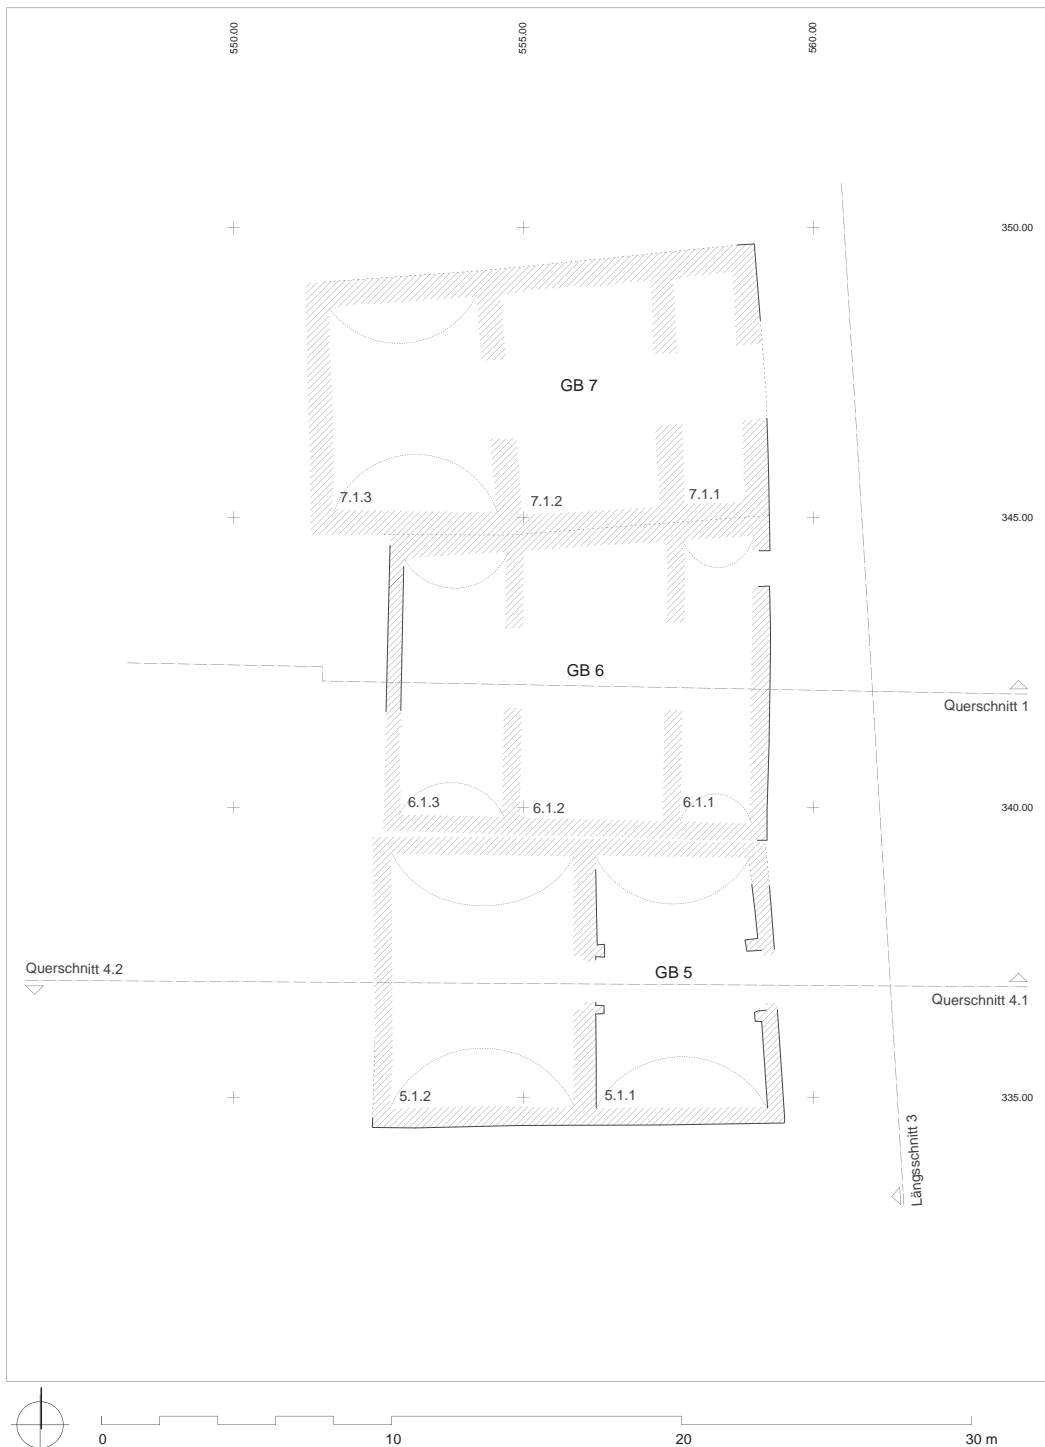 550.00
555.00
560.00
350.00
GB 7
7.1.3
7.1.2
7.1.1
345.00
GB 6
Querschnitt 1
6.1.3
6.1.2
6.1.1
340.00
Querschnitt 4.2
GB 5
Querschnitt 4.1
5.1.2
5.1.1
335.00
Längsschnitt 3
0
10
20
30 m